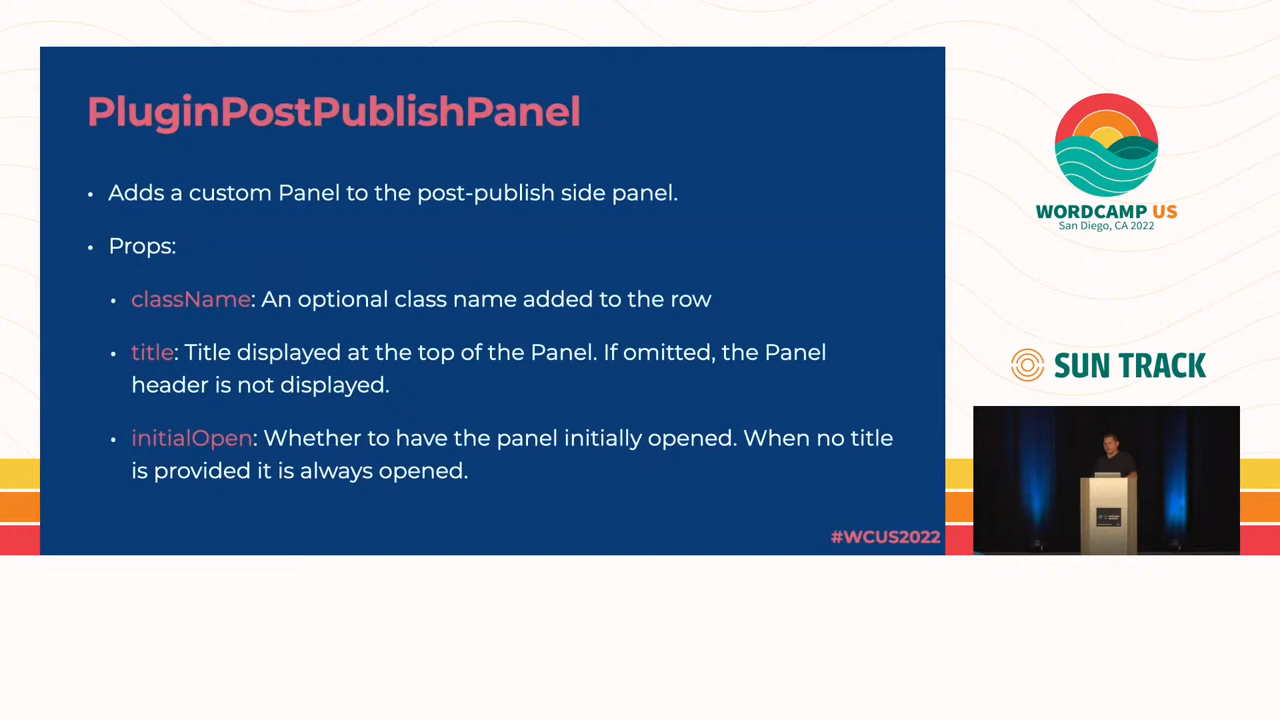 PluginPostPublishPanel
• Adds a custom Panel to the post-publish side panel.
• Props:
• className: An optional class name added to the row
• title: Title displayed at the top of the Panel. If omitted, the Panel
header is not displayed.
• initialOpen: Whether to have the panel initially opened. When no title
is provided it is always opened.
#WCUS2022
WORDCAMP US
San Diego, CA 2022
SUN TRACK